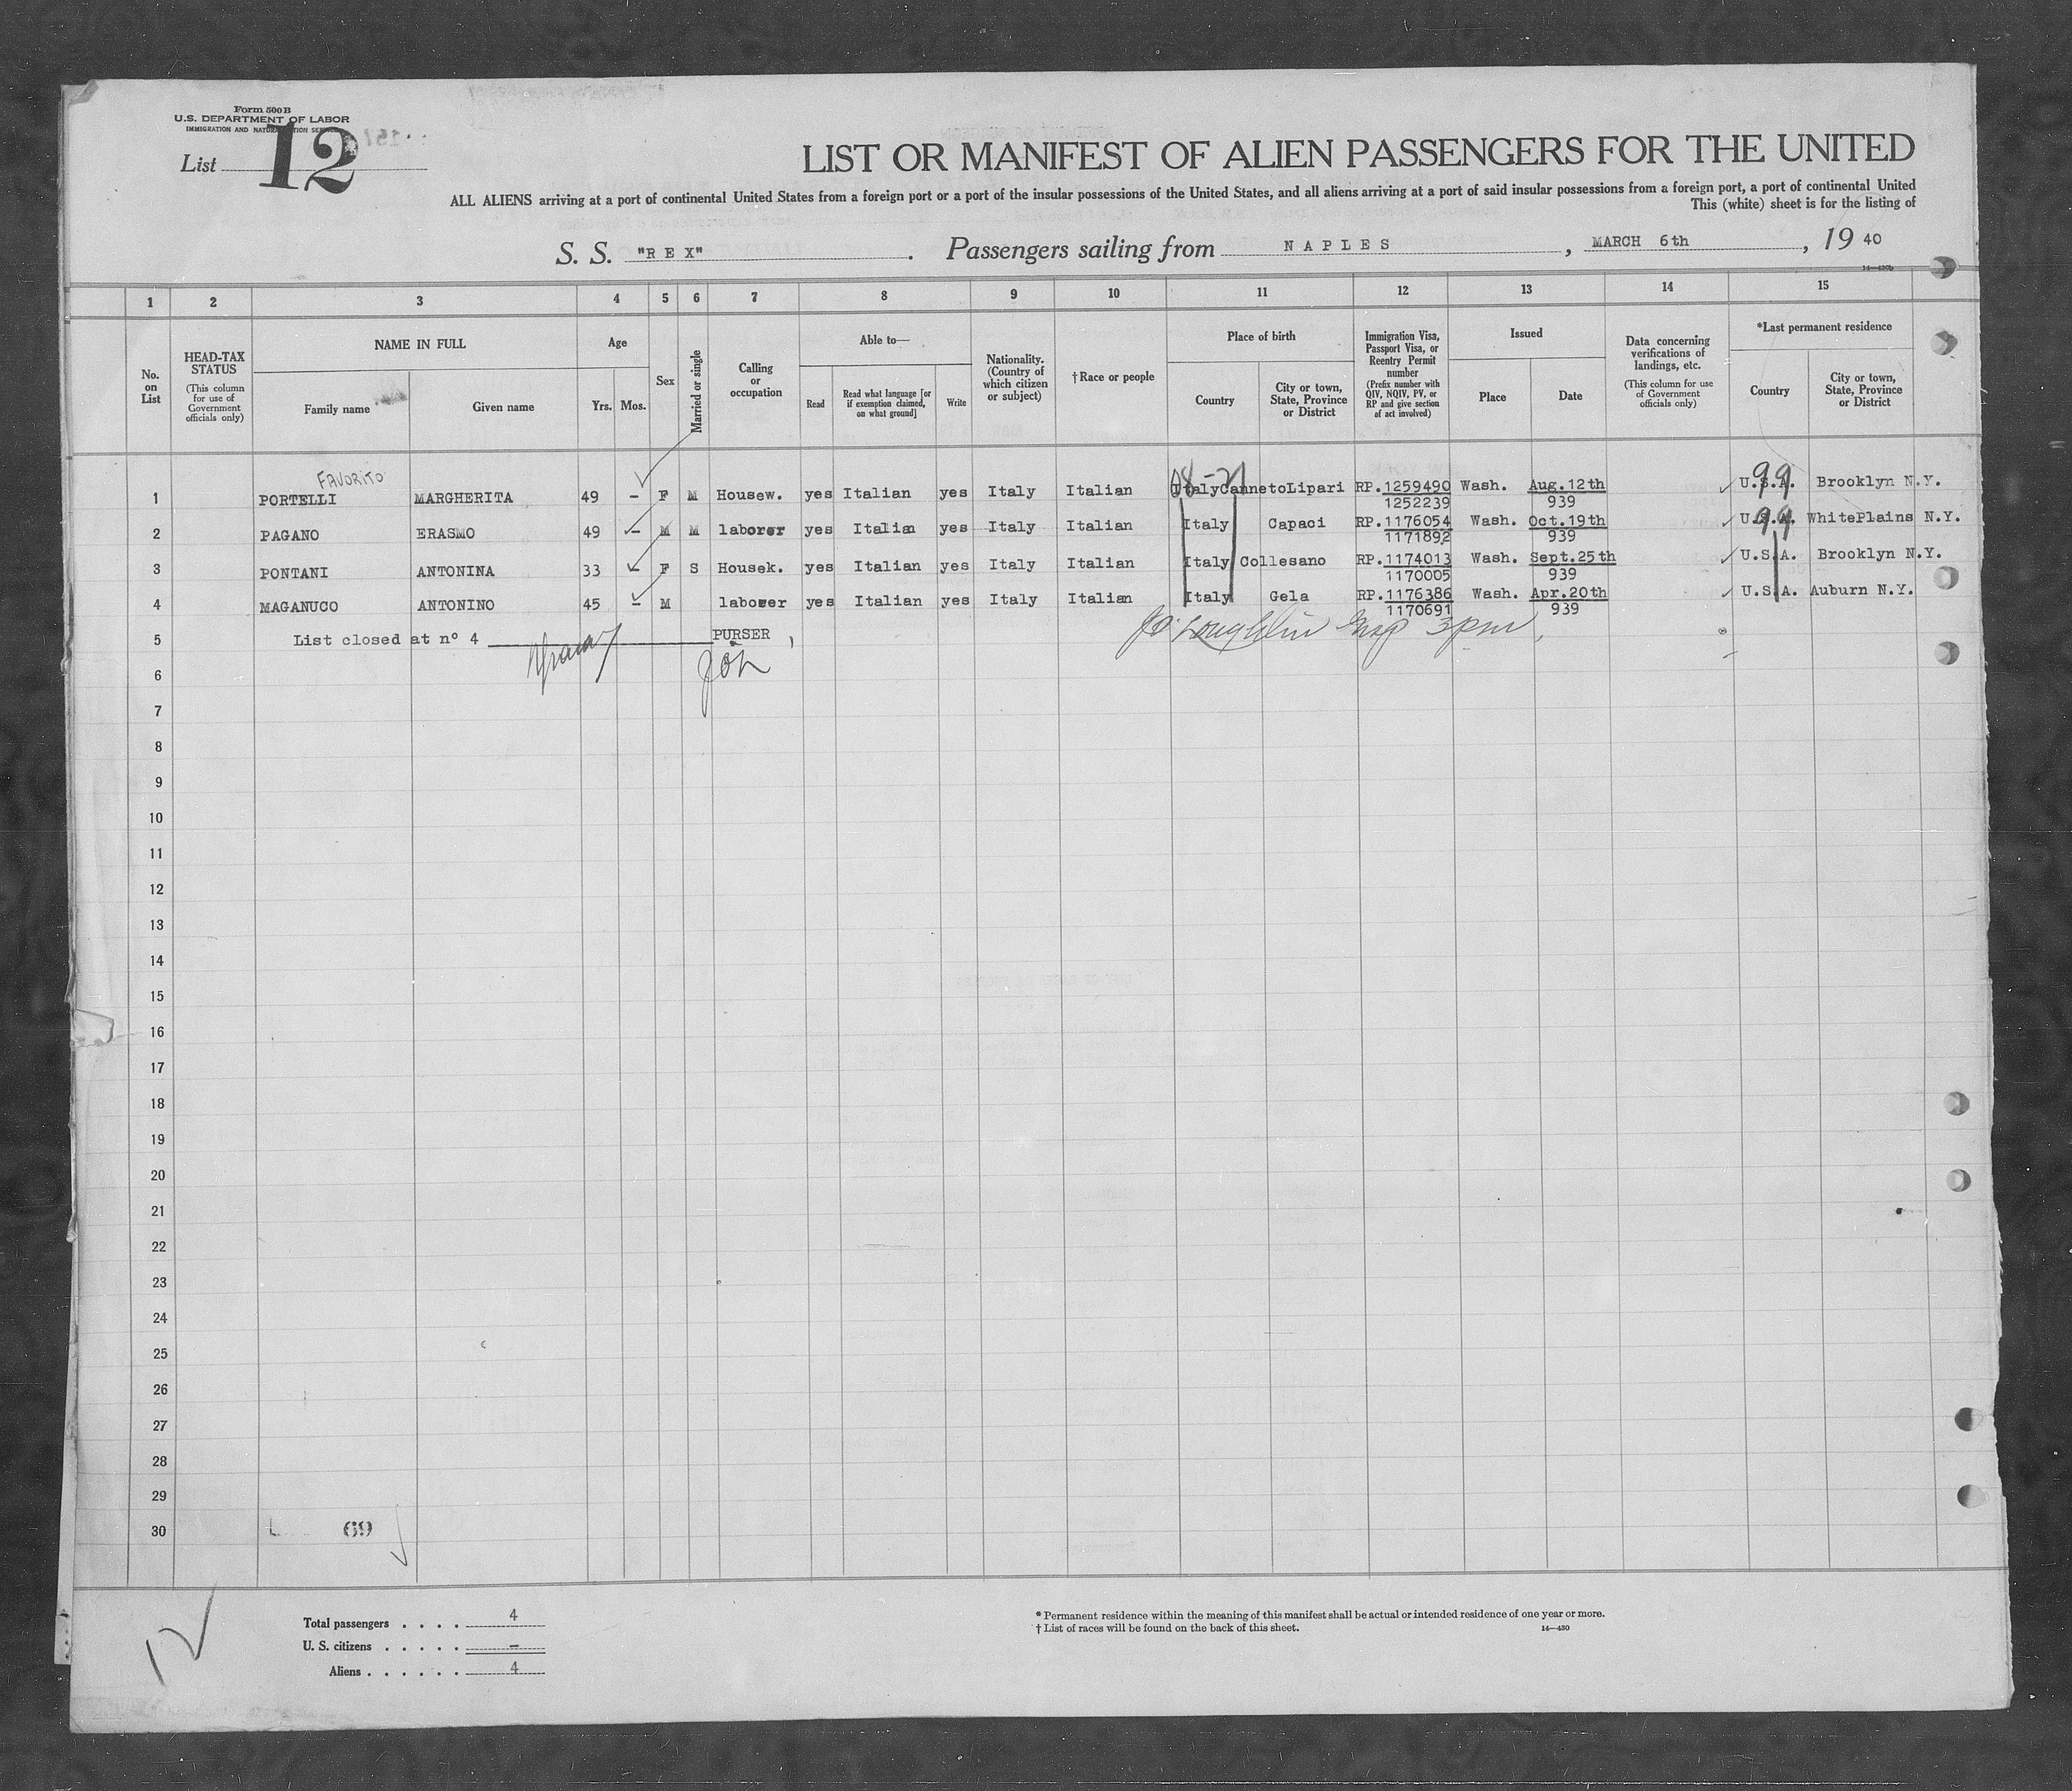 Form 500 B
U.S. DEPARTMENT OF LABOR
IMMIGRATION AND NATURALIZATION SERVICE
List 12
LIST OR MANIFEST OF ALIEN PASSENGERS FOR THE UNITED
ALL ALIENS arriving at a port of continental United States from a foreign port or a port of the insular possessions of the United States, and all aliens arriving at a port of said insular possessions from a foreign port, a port of continental United
This (white) sheet is for the listing of
S. S. "R E X" . Passengers sailing from N A P L E S , MARCH 6th , 19 40
14—430b
1 2 3 4 5 6 7 8 9 10 11 12 13 14 15
No. on List
HEAD-TAX STATUS (This column for use of Government officials only)
NAME IN FULL
Family name Given name
Age
Yrs. Mos.
Sex
Married or single
Calling or occupation
Able to—
Read Read what language [or if exemption claimed, on what ground] Write
Nationality. (Country of which citizen or subject)
†Race or people
Place of birth
Country City or town, State, Province or District
Immigration Visa, Passport Visa, or Reentry Permit number (Prefix number with QIV, NQIV, PV, or RP and give section of act involved)
Issued
Place Date
Data concerning verifications of landings, etc. (This column for use of Government officials only)
*Last permanent residence
Country City or town, State, Province or District
FAVORITO
1 PORTELLI MARGHERITA 49 – F M Housew. yes Italian yes Italy Italian Italy CannetoLipari RP.1259490 Wash. Aug.12th U.S.A. Brooklyn N.Y.
1252239 939
99
2 PAGANO ERASMO 49 – M M laborer yes Italian yes Italy Italian Italy Capaci RP.1176054 Wash. Oct.19th U.S.A. WhitePlains N.Y.
1171892 939
99
3 PONTANI ANTONINA 33 – F S Housek. yes Italian yes Italy Italian Italy Collesano RP.1174013 Wash. Sept.25th U.S.A. Brooklyn N.Y.
1170005 939
4 MAGANUCO ANTONINO 45 – M laborer yes Italian yes Italy Italian Italy Gela RP.1176386 Wash. Apr.20th U.S.A. Auburn N.Y.
1170691 939
5 List closed at n° 4 PURSER ,
3pm
6
7
8
9
10
11
12
13
14
15
16
17
18
19
20
21
22
23
24
25
26
27
28
29
30 69
12
Total passengers . . . . 4
U. S. citizens . . . . . –
Aliens . . . . . . 4
* Permanent residence within the meaning of this manifest shall be actual or intended residence of one year or more.
† List of races will be found on the back of this sheet. 14—430